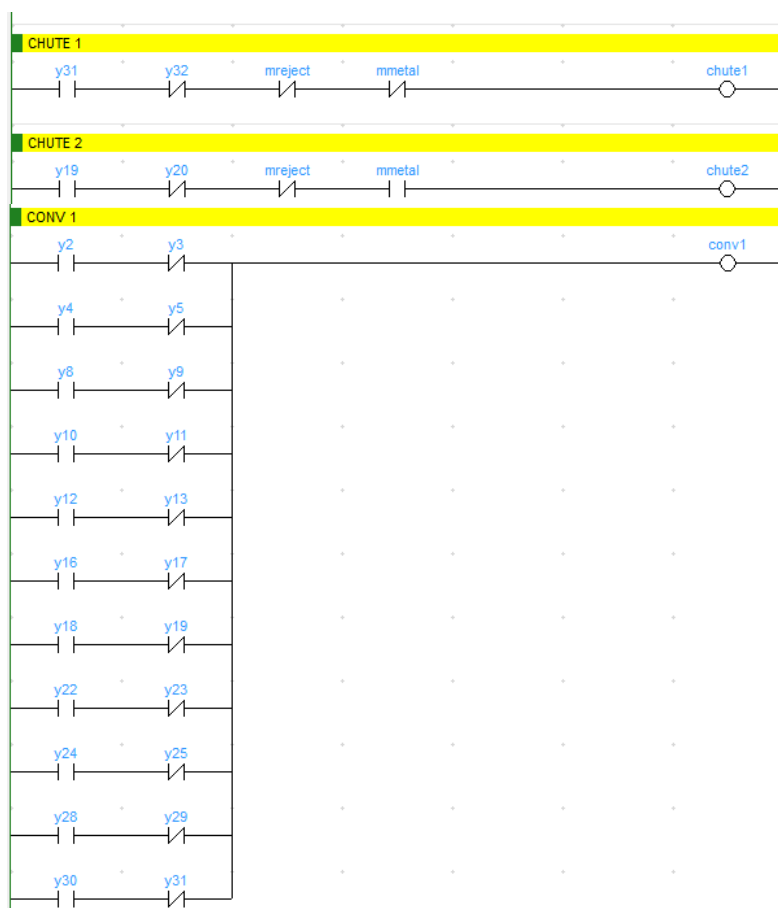 CHUTE 1
y31 y32 mreject mmetal chute1
CHUTE 2
y19 y20 mreject mmetal chute2
CONV 1
y2 y3 conv1
y4 y5
y8 y9
y10 y11
y12 y13
y16 y17
y18 y19
y22 y23
y24 y25
y28 y29
y30 y31